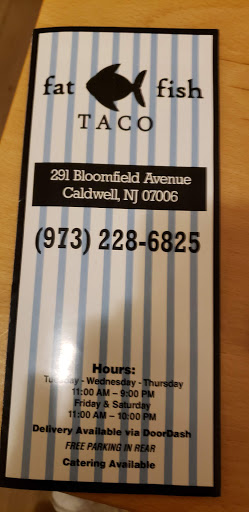 fat fish
TACO
291 Bloomfield Avenue
Caldwell, NJ 07006
(973) 228-6825
Hours:
Tuesday - Wednesday - Thursday
11:00 AM – 9:00 PM
Friday & Saturday
11:00 AM – 10:00 PM
Delivery Available via DoorDash
FREE PARKING IN REAR
Catering Available